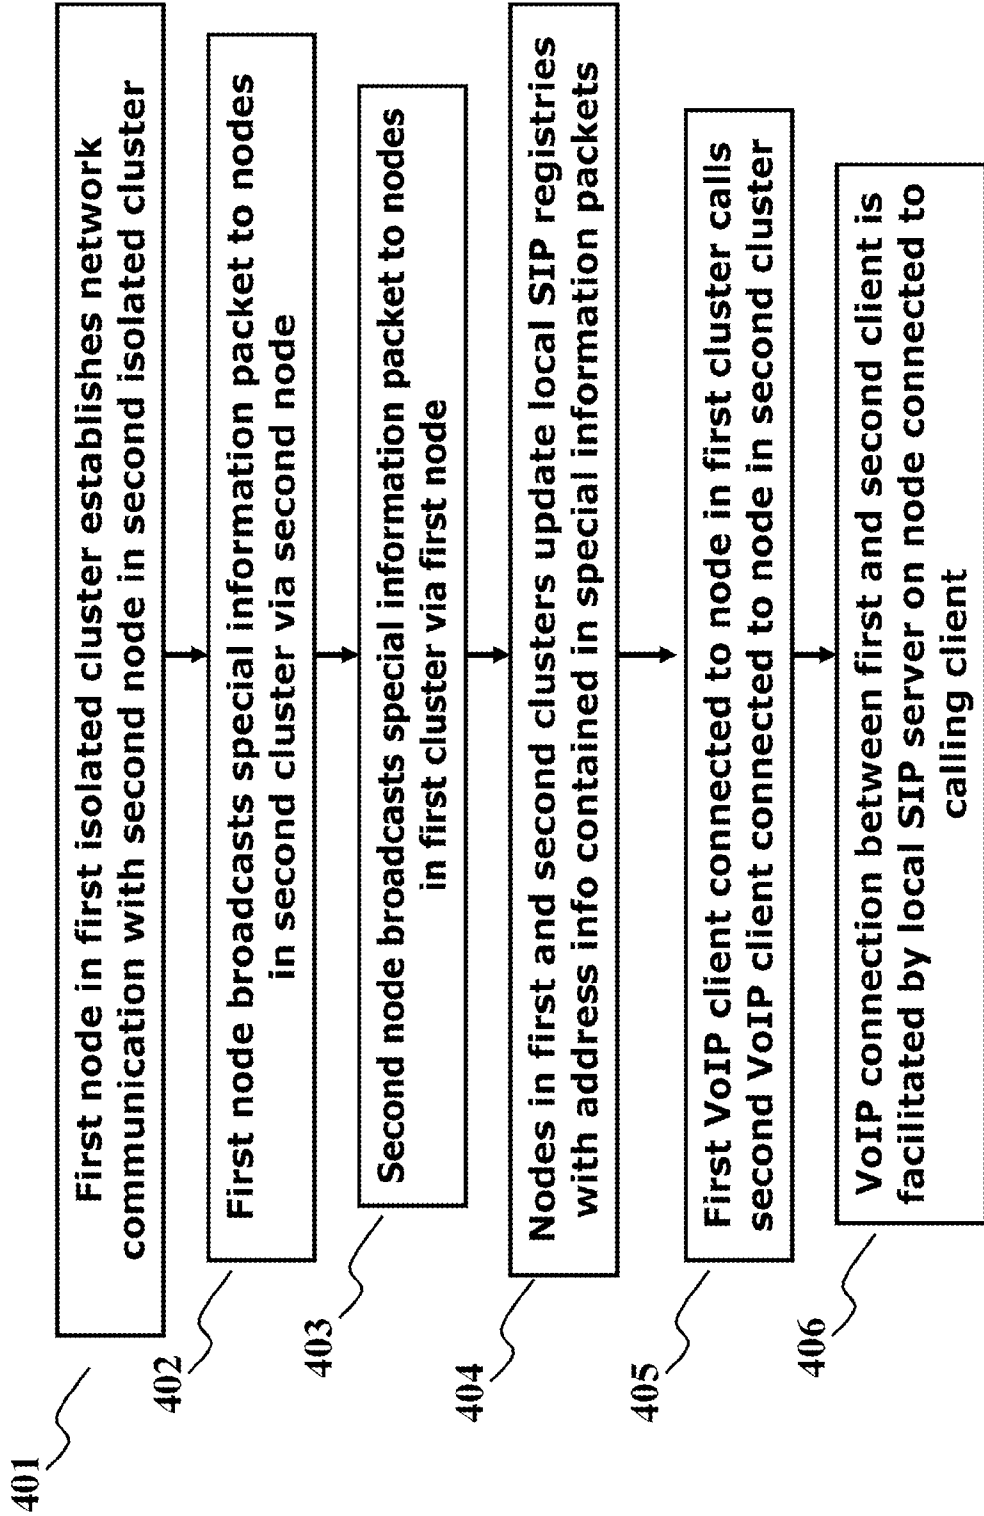 401
First node in first isolated cluster establishes network
communication with second node in second isolated cluster
402
First node broadcasts special information packet to nodes
in second cluster via second node
403
Second node broadcasts special information packet to nodes
in first cluster via first node
404
Nodes in first and second clusters update local SIP registries
with address info contained in special information packets
405
First VoIP client connected to node in first cluster calls
second VoIP client connected to node in second cluster
406
VoIP connection between first and second client is
facilitated by local SIP server on node connected to
calling client